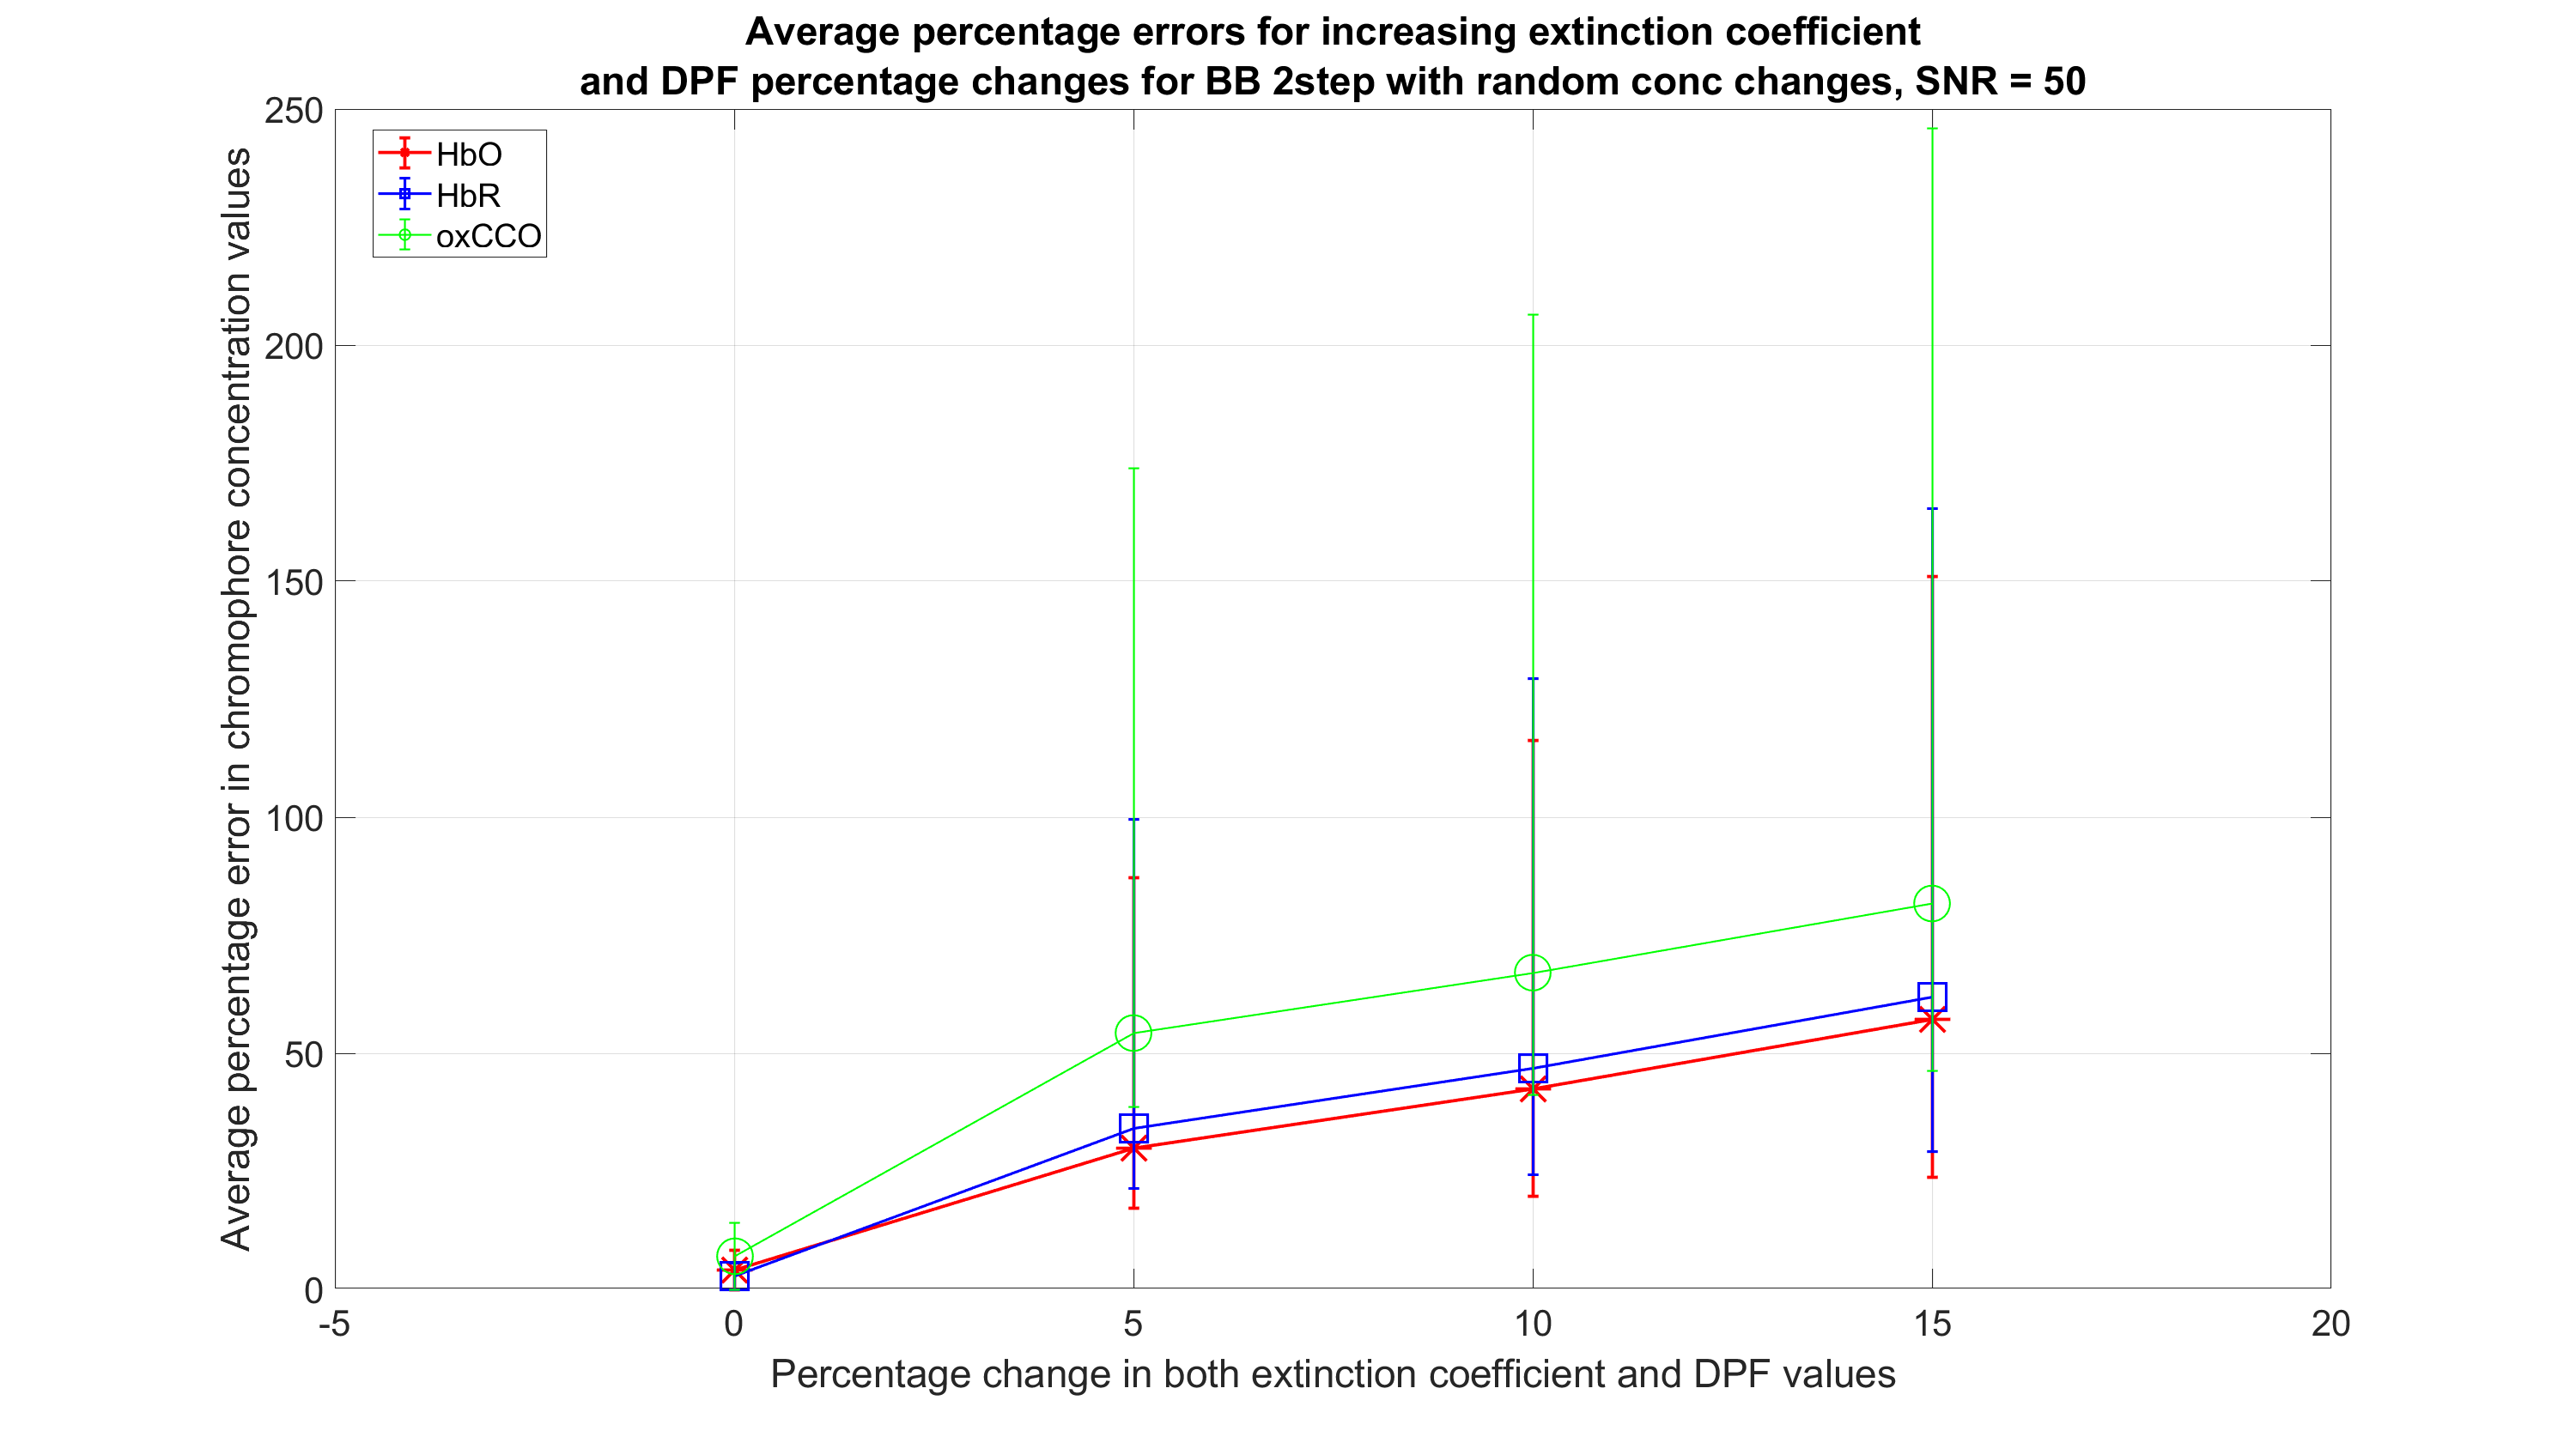 Average percentage errors for increasing extinction coefficient
and DPF percentage changes for BB 2step with random conc changes, SNR = 50
HbO
HbR
oxCCO
Average percentage error in chromophore concentration values
250
200
150
100
50
0
-5
0
5
10
15
20
Percentage change in both extinction coefficient and DPF values